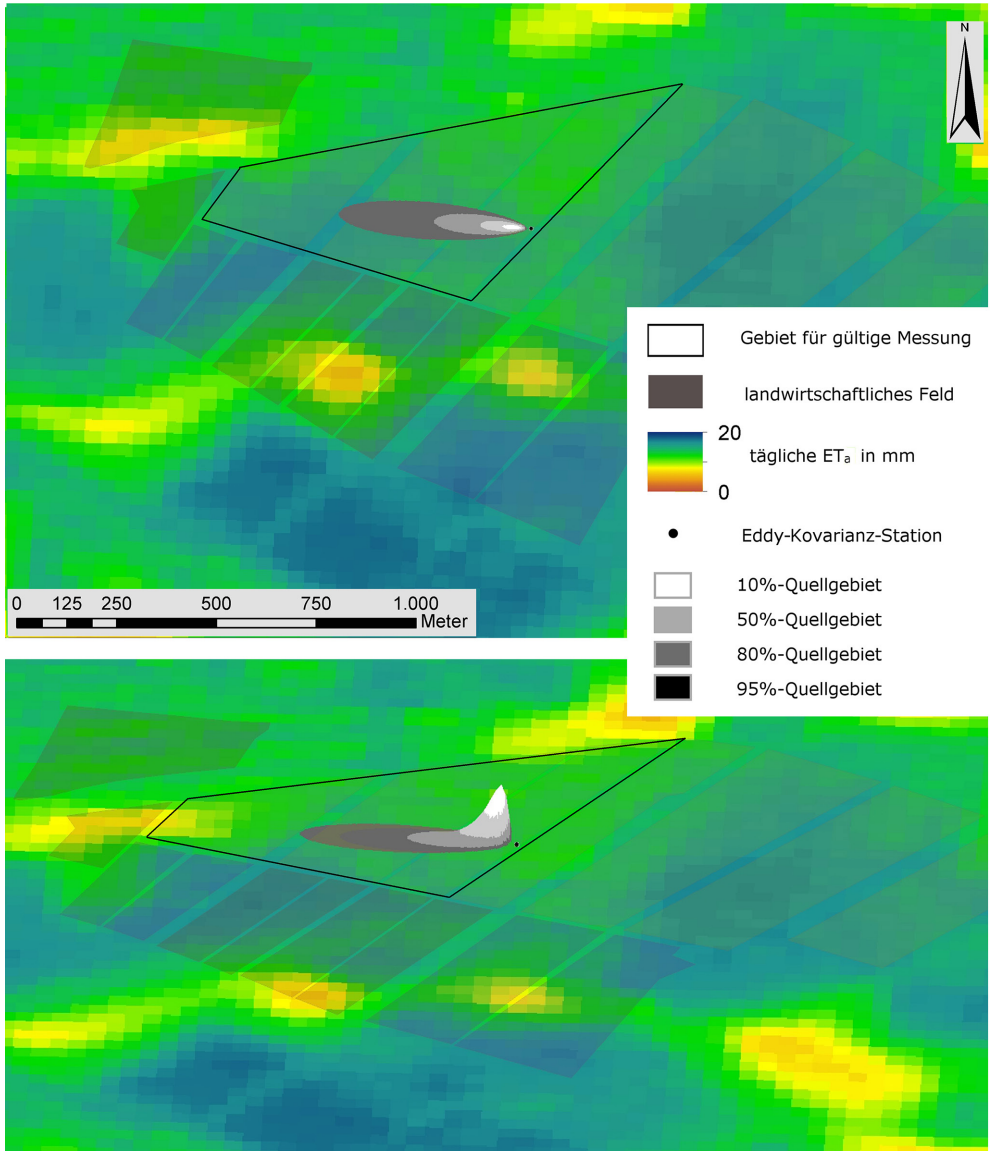 N
Gebiet für gültige Messung
landwirtschaftliches Feld
20
tägliche ETa in mm
0
Eddy-Kovarianz-Station
10%-Quellgebiet
50%-Quellgebiet
80%-Quellgebiet
95%-Quellgebiet
0 125 250 500 750 1.000
Meter